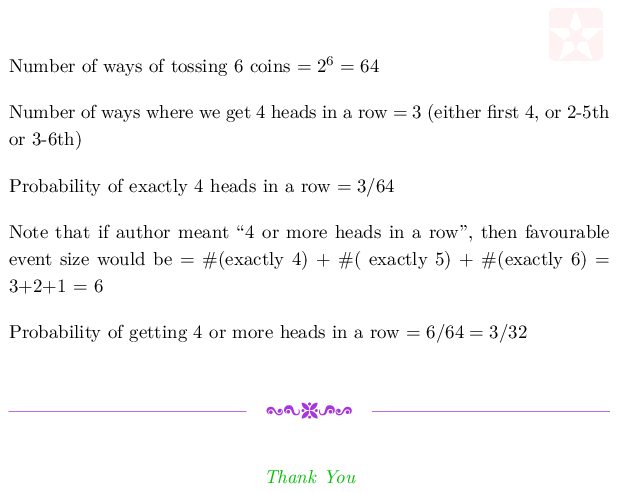 Number of ways of tossing 6 coins = 2⁶ = 64
Number of ways where we get 4 heads in a row = 3 (either first 4, or 2-5th
or 3-6th)
Probability of exactly 4 heads in a row = 3/64
Note that if author meant “4 or more heads in a row”, then favourable
event size would be = #(exactly 4) + #( exactly 5) + #(exactly 6) =
3+2+1 = 6
Probability of getting 4 or more heads in a row = 6/64 = 3/32
Thank You